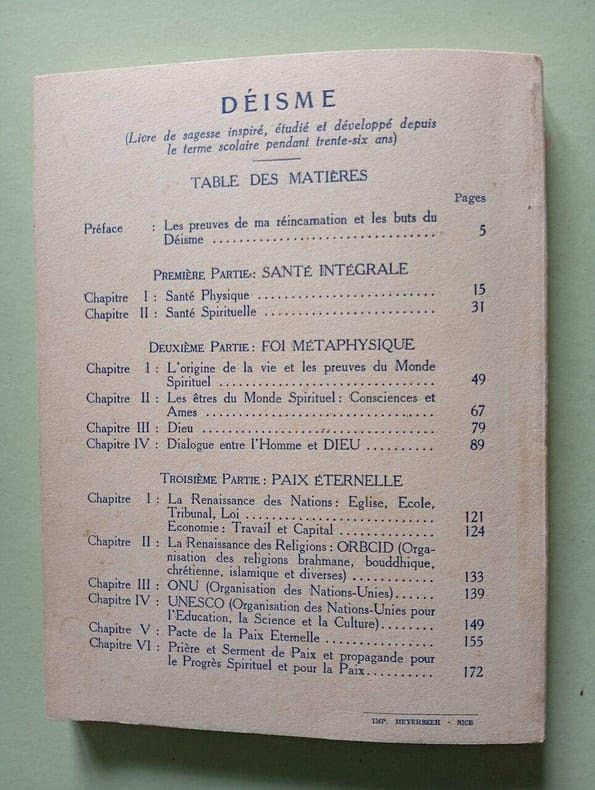 DÉISME
(Livre de sagesse inspiré, étudié et développé depuis
le terme scolaire pendant trente-six ans)
TABLE DES MATIÈRES
Pages
Préface : Les preuves de ma réincarnation et les buts du
Déisme ................................ 5
PREMIÈRE PARTIE : SANTÉ INTÉGRALE
Chapitre I : Santé Physique ......................... 15
Chapitre II : Santé Spirituelle ........................ 31
DEUXIÈME PARTIE : FOI MÉTAPHYSIQUE
Chapitre I : L'origine de la vie et les preuves du Monde
Spirituel ............................... 49
Chapitre II : Les êtres du Monde Spirituel : Consciences et
Ames ................................. 67
Chapitre III : Dieu ................................... 79
Chapitre IV : Dialogue entre l'Homme et DIEU .......... 89
TROISIÈME PARTIE : PAIX ÉTERNELLE
Chapitre I : La Renaissance des Nations : Eglise, Ecole,
Tribunal, Loi ........................... 121
Economie : Travail et Capital .............. 124
Chapitre II : La Renaissance des Religions : ORBCID (Orga-
nisation des religions brahmane, bouddhique,
chrétienne, islamique et diverses) ............ 133
Chapitre III : ONU (Organisation des Nations-Unies)...... 139
Chapitre IV : UNESCO (Organisation des Nations-Unies pour
l'Education, la Science et la Culture)........ 149
Chapitre V : Pacte de la Paix Eternelle ................ 155
Chapitre VI : Prière et Serment de Paix et propagande pour
le Progrès Spirituel et pour la Paix.......... 172
IMP. MEYERBEER - NICE